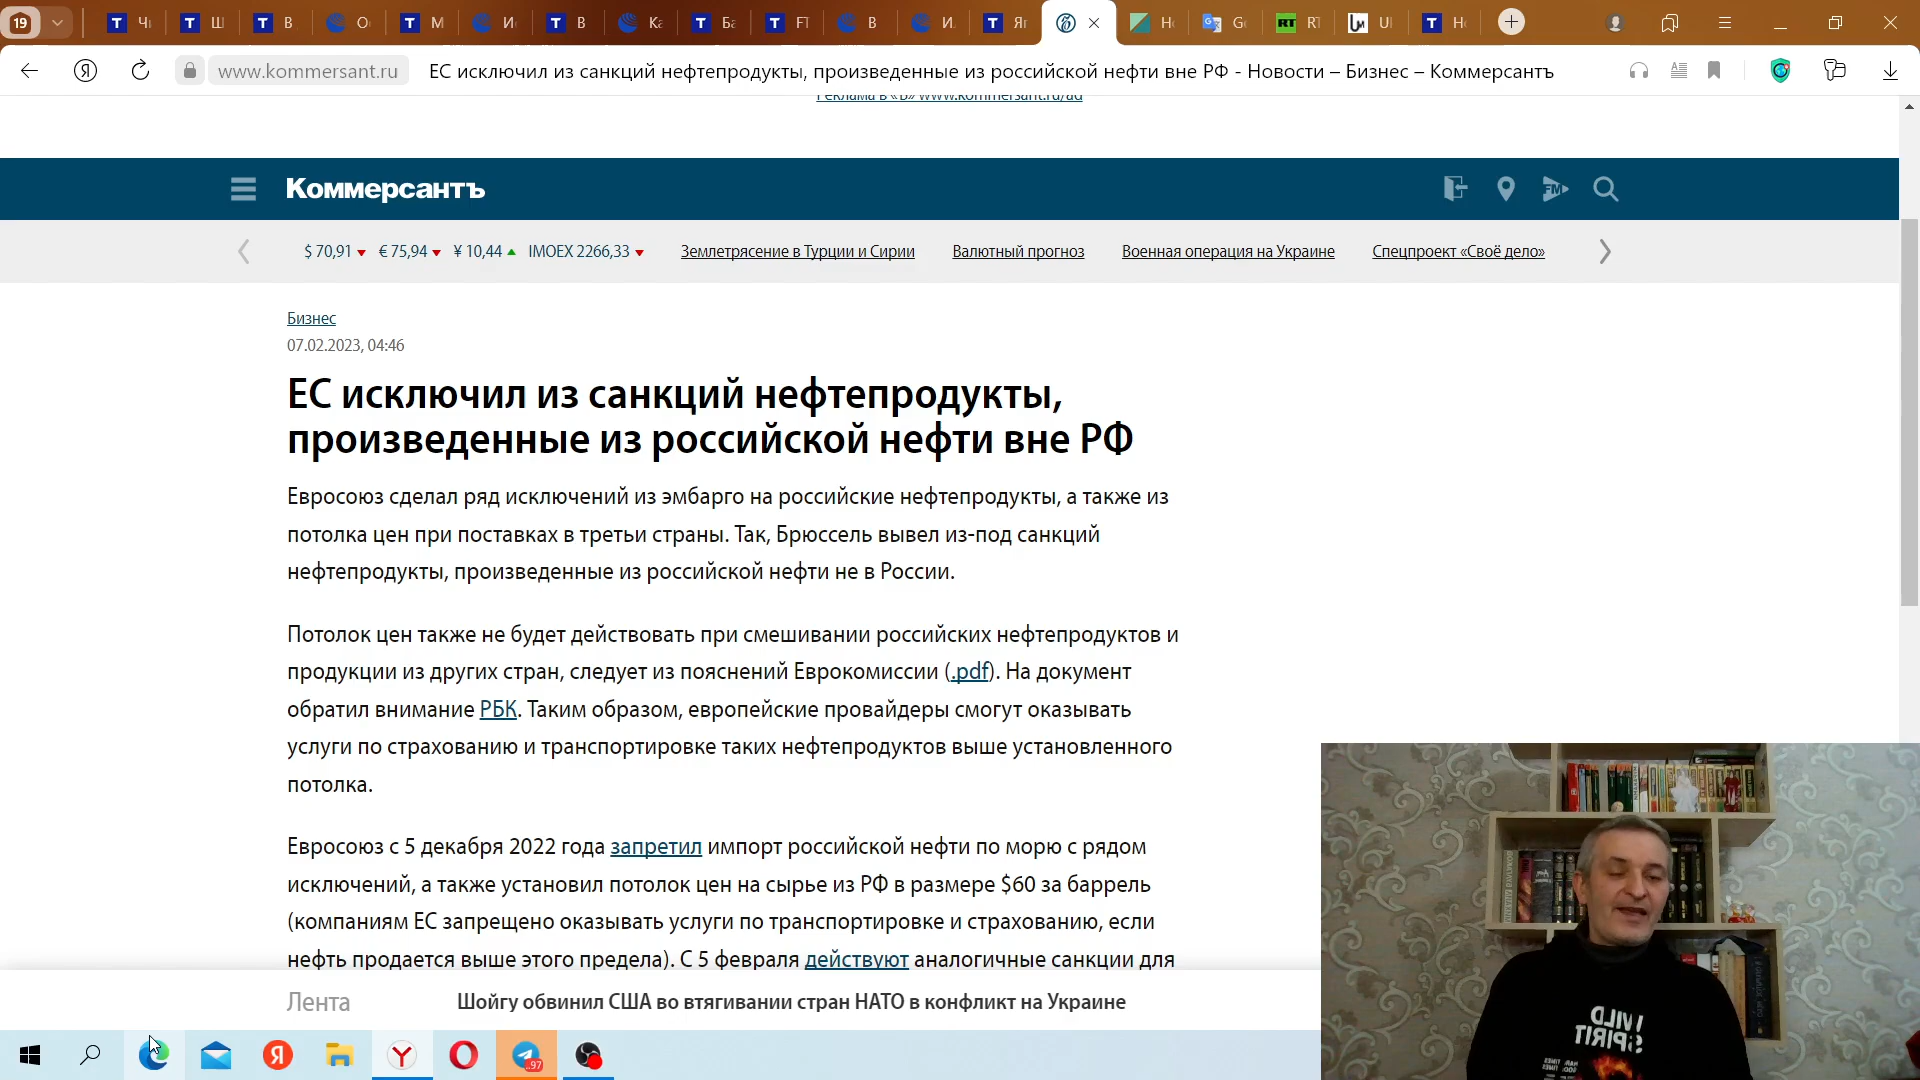 19
www.kommersant.ru
ЕС исключил из санкций нефтепродукты, произведенные из российской нефти вне РФ - Новости – Бизнес – Коммерсантъ
Реклама в «Ъ» www.kommersant.ru/ad
Коммерсантъ
FM
$ 70,91 € 75,94 ¥ 10,44 IMOEX 2266,33 Землетрясение в Турции и Сирии Валютный прогноз Военная операция на Украине Спецпроект «Своё дело»
Бизнес
07.02.2023, 04:46
ЕС исключил из санкций нефтепродукты,
произведенные из российской нефти вне РФ
Евросоюз сделал ряд исключений из эмбарго на российские нефтепродукты, а также из
потолка цен при поставках в третьи страны. Так, Брюссель вывел из-под санкций
нефтепродукты, произведенные из российской нефти не в России.
Потолок цен также не будет действовать при смешивании российских нефтепродуктов и
продукции из других стран, следует из пояснений Еврокомиссии (.pdf). На документ
обратил внимание РБК. Таким образом, европейские провайдеры смогут оказывать
услуги по страхованию и транспортировке таких нефтепродуктов выше установленного
потолка.
Евросоюз с 5 декабря 2022 года запретил импорт российской нефти по морю с рядом
исключений, а также установил потолок цен на сырье из РФ в размере $60 за баррель
(компаниям ЕС запрещено оказывать услуги по транспортировке и страхованию, если
нефть продается выше этого предела). С 5 февраля действуют аналогичные санкции для
Лента
Шойгу обвинил США во втягивании стран НАТО в конфликт на Украине
WILD
SPIRIT